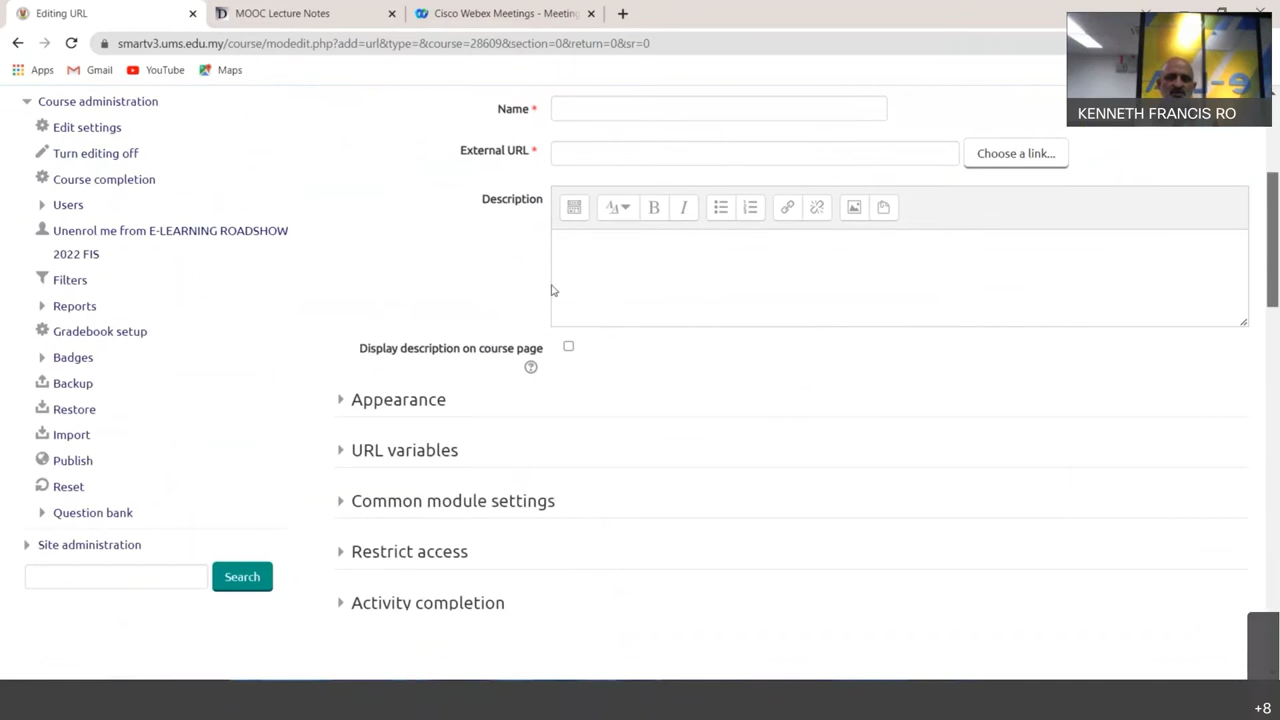 Editing URL
MOOC Lecture Notes
Cisco Webex Meetings - Meeting
smartv3.ums.edu.my/course/modedit.php?add=url&type=&course=28609&section=0&return=0&sr=0
Apps
Gmail
YouTube
Maps
KENNETH FRANCIS RO
Course administration
Edit settings
Turn editing off
Course completion
Users
Unenrol me from E-LEARNING ROADSHOW
2022 FIS
Filters
Reports
Gradebook setup
Badges
Backup
Restore
Import
Publish
Reset
Question bank
Site administration
Search
Name *
External URL *
Choose a link...
Description
Display description on course page
Appearance
URL variables
Common module settings
Restrict access
Activity completion
+8